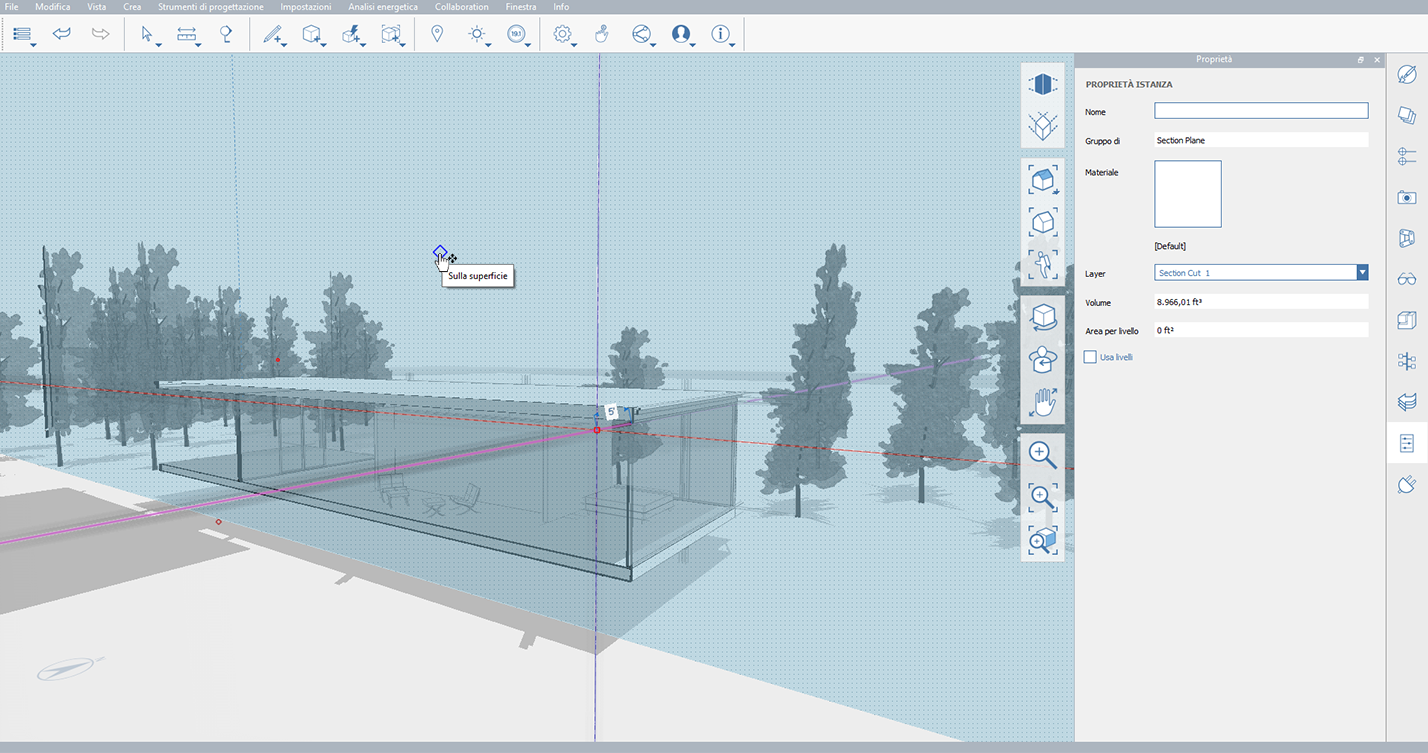 File Modifica Vista Crea Strumenti di progettazione Impostazioni Analisi energetica Collaboration Finestra Info
191
Proprietà
PROPRIETÀ ISTANZA
Nome
Gruppo di Section Plane
Materiale
[Default]
Layer Section Cut 1
Volume 8.966,01 ft³
Area per livello 0 ft²
Usa livelli
Sulla superficie
5'